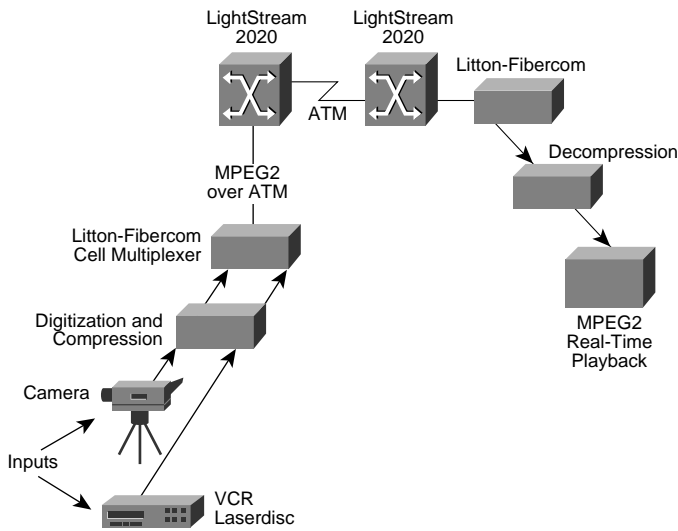 LightStream
2020
LightStream
2020
Litton-Fibercom
ATM
Decompression
MPEG2
over ATM
Litton-Fibercom
Cell Multiplexer
Digitization and
Compression
MPEG2
Real-Time
Playback
Camera
Inputs
VCR
Laserdisc